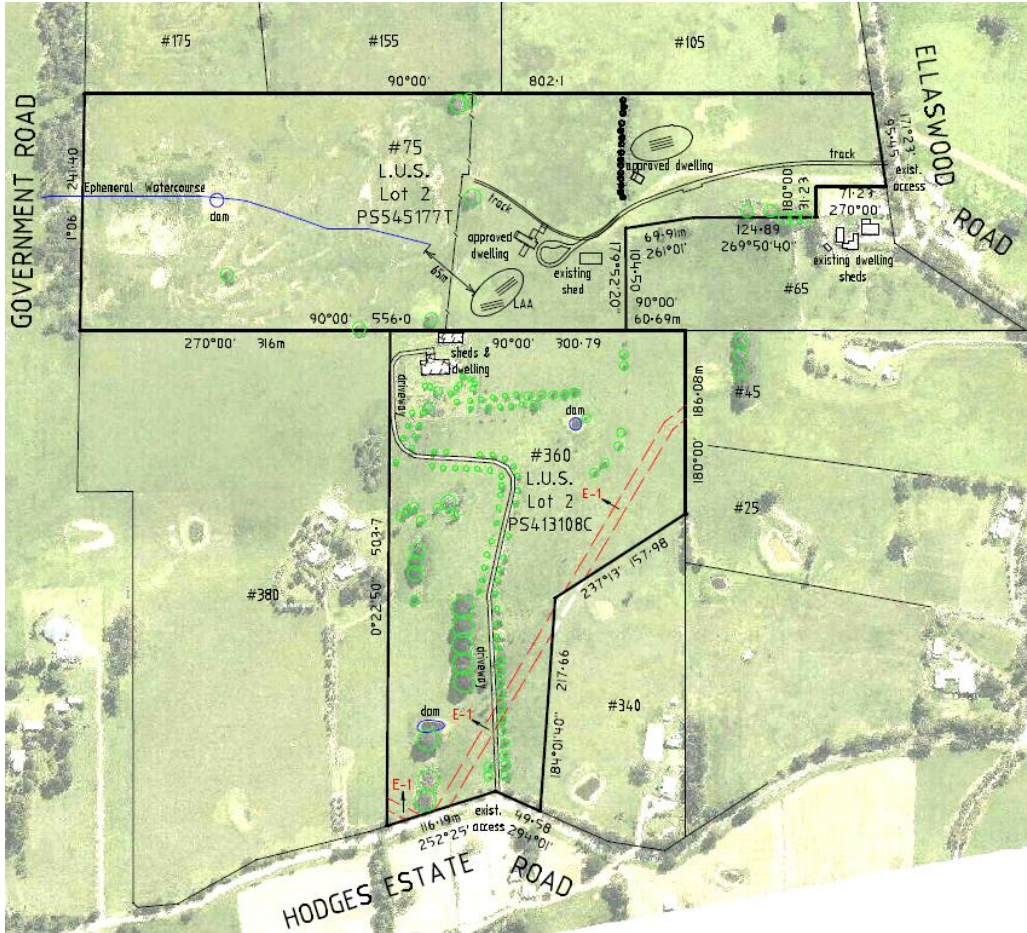 #175
#155
#105
90°00'
802·1
ELLASWOOD ROAD
GOVERNMENT ROAD
241·40
1°06'
Ephemeral Watercourse
dam
#75
L.U.S.
Lot 2
PS545177T
track
approved dwelling
track
171°23'
95·45
exist.
access
180°00'
31·23
71·23
270°00'
approved
dwelling
existing
shed
65m
LAA
69·91m
261°01'
124·89
269°50'40"
104·50
179°52'20"
existing dwelling
sheds
#65
90°00'
60·69m
90°00' 556·0
270°00' 316m
90°00' 300·79
sheds &
dwelling
driveway
dam
186·08m
180°00'
#45
#360
L.U.S.
Lot 2
PS413108C
E-1
#25
237°13' 157·98
503·7
0°22'50"
#380
217·66
184°01'40"
driveway
#340
dam
E-1
E-1
116·19m
252°25'
exist.
access
49·58
294°01'
HODGES ESTATE ROAD